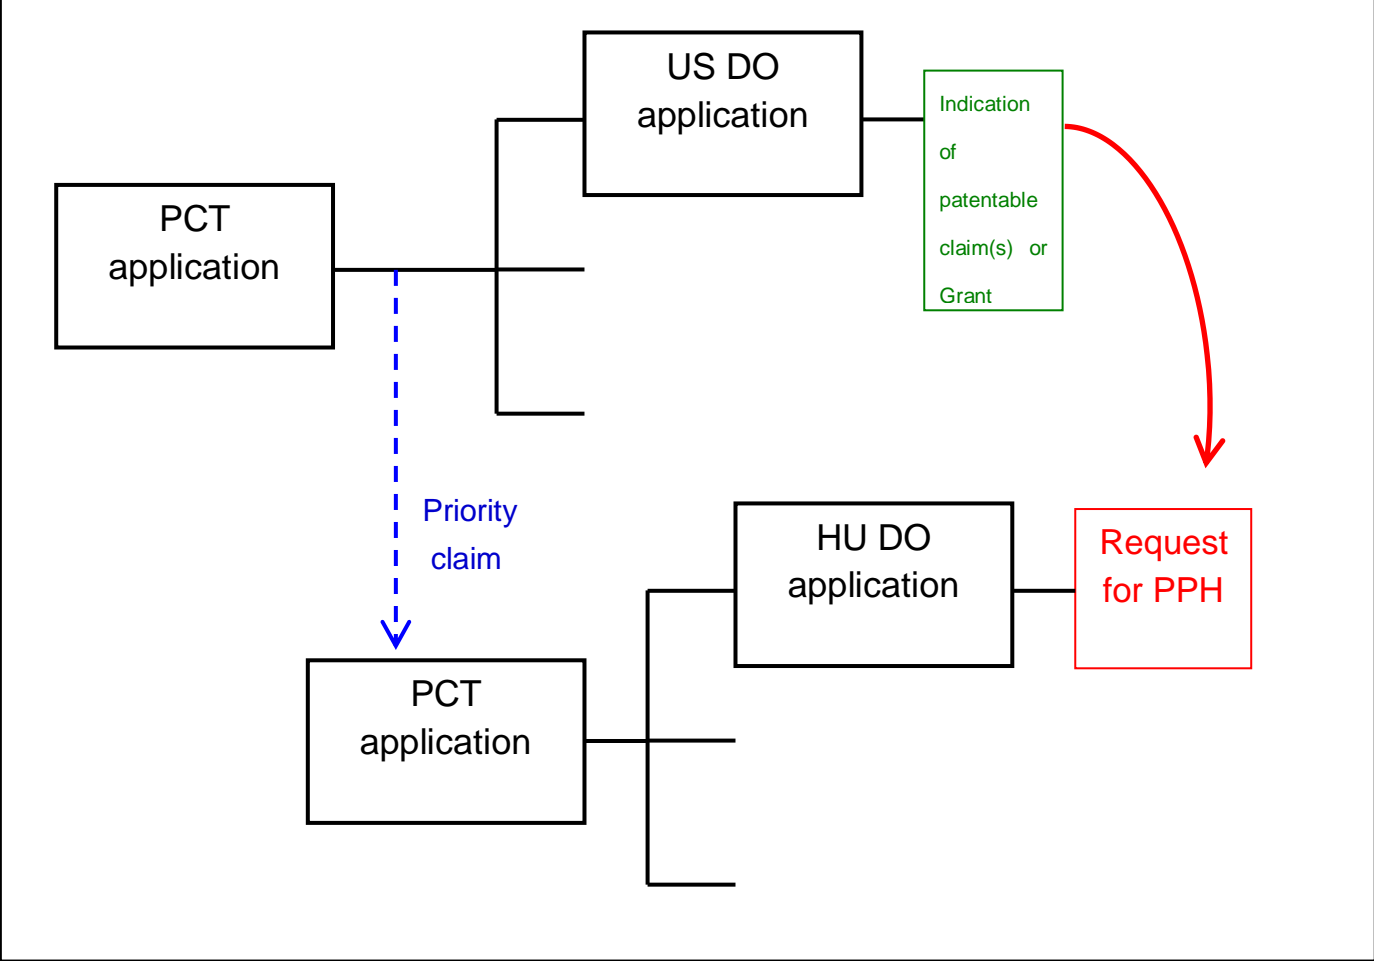 US DO
application
Indication
of
patentable
claim(s) or
Grant
PCT
application
Priority
claim
HU DO
application
Request
for PPH
PCT
application